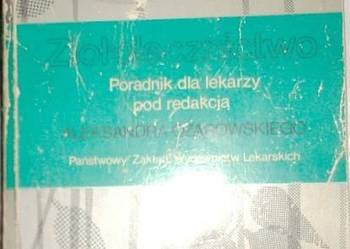 Ziołolecznictwo
Poradnik dla lekarzy
pod redakcją
ALEKSANDRA OŻAROWSKIEGO
Państwowy Zakład Wydawnictw Lekarskich